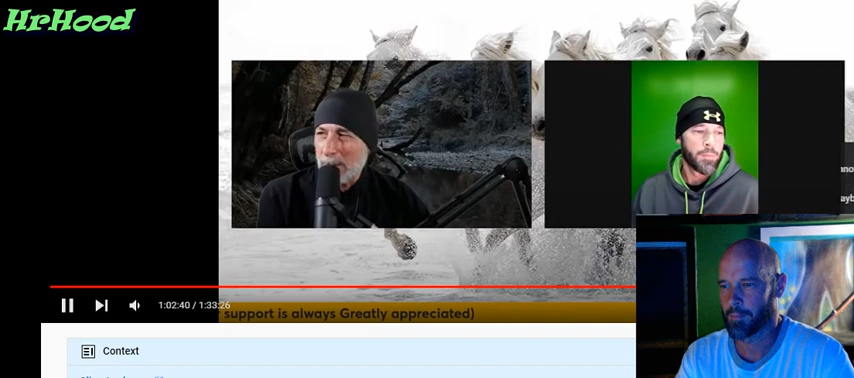 HrHood
1:02:40 / 1:33:26
support is always Greatly appreciated)
Context